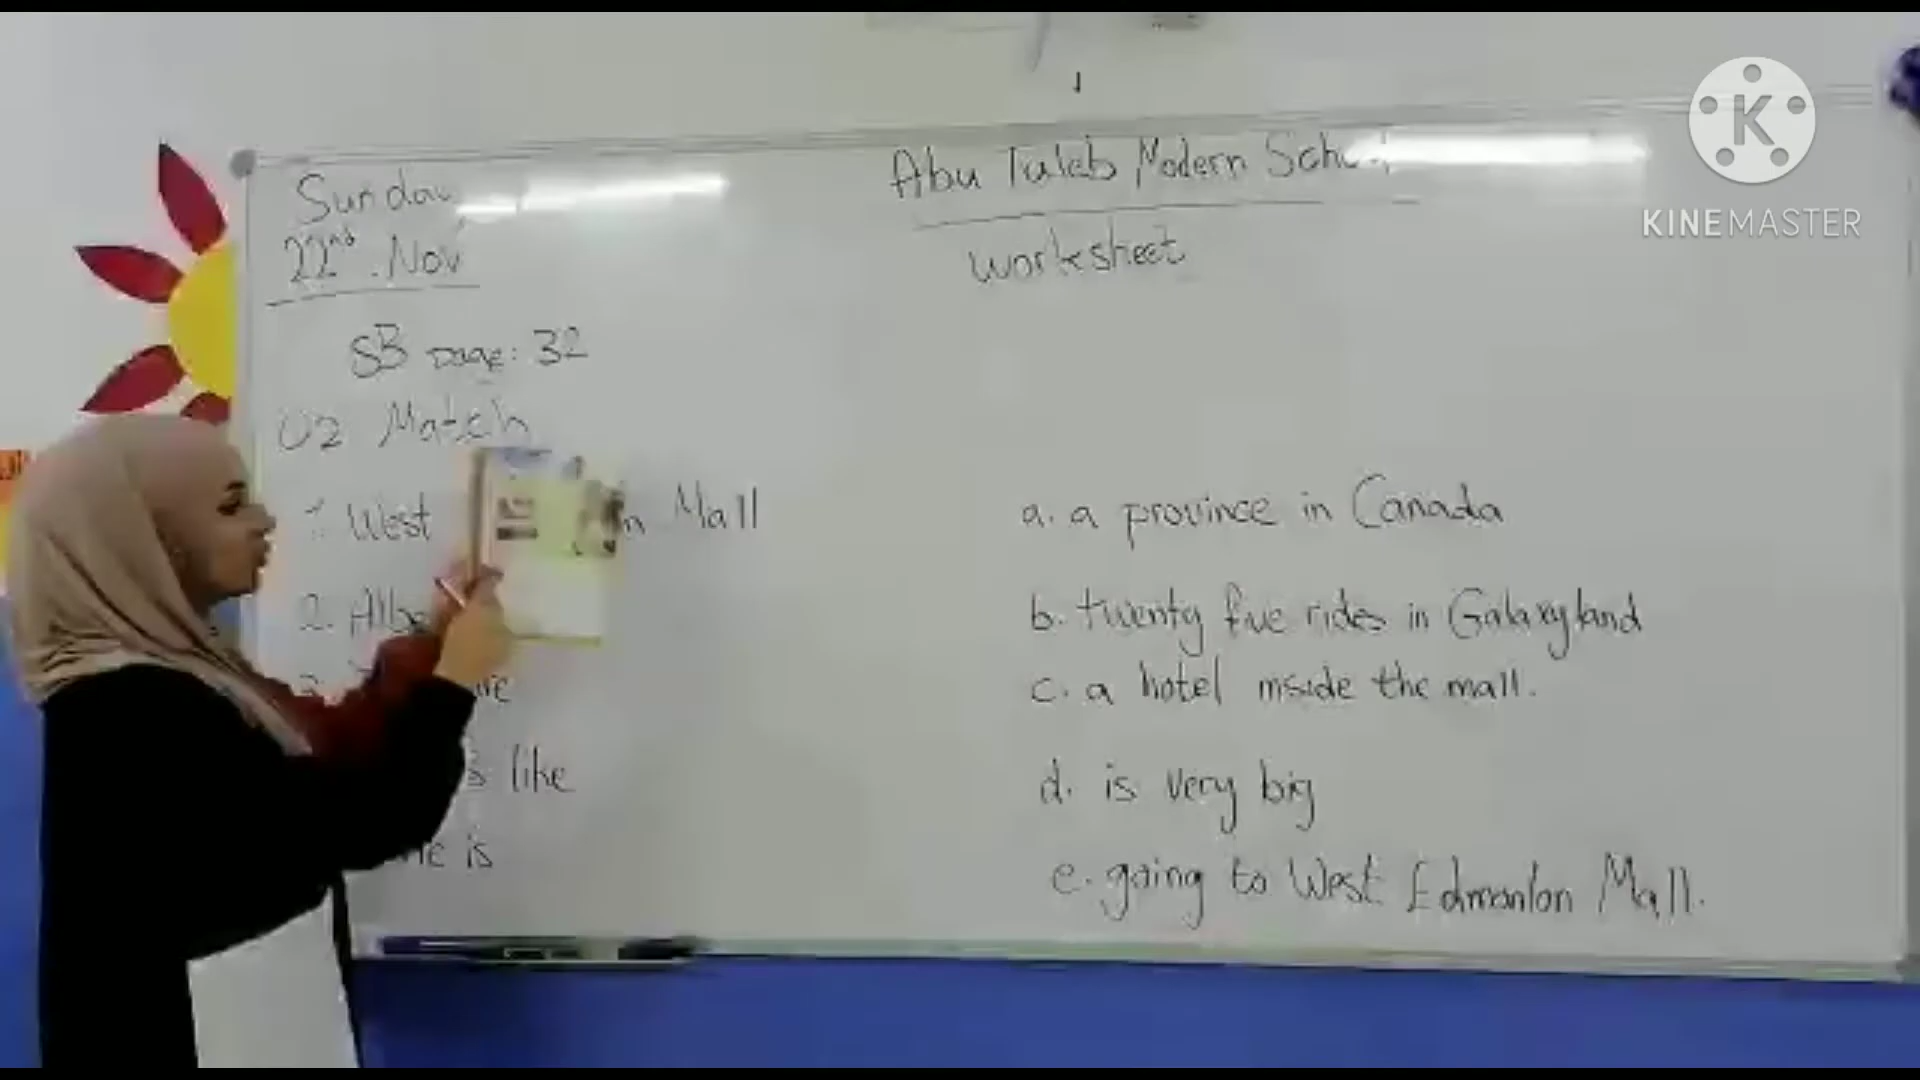 Abu Taleb Modern School
worksheet
Sunday
22nd. Nov
SB page: 32
Q2 Match
1. West n Mall
2. Albe
3. re
s like
e is
a. a province in Canada
b. twenty five rides in Galaxyland
c. a hotel inside the mall.
d. is very big
e. going to West Edmonton Mall.
KINEMASTER